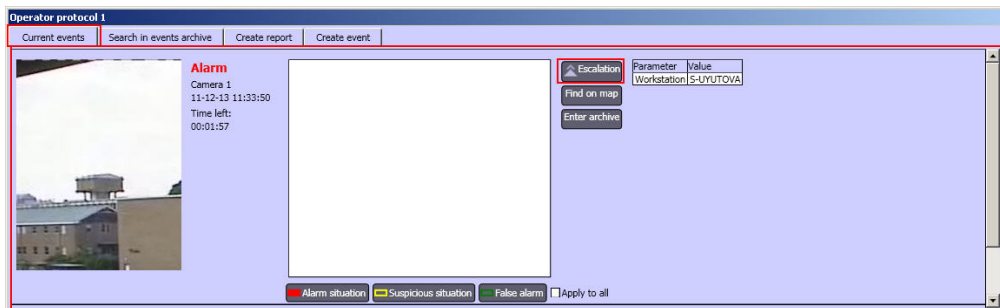 Operator protocol 1
Current events
Search in events archive
Create report
Create event
Alarm
Camera 1
11-12-13 11:33:50
Time left:
00:01:57
Escalation
Find on map
Enter archive
Parameter Value
Workstation S-UYUTOVA
Alarm situation
Suspicious situation
False alarm
Apply to all